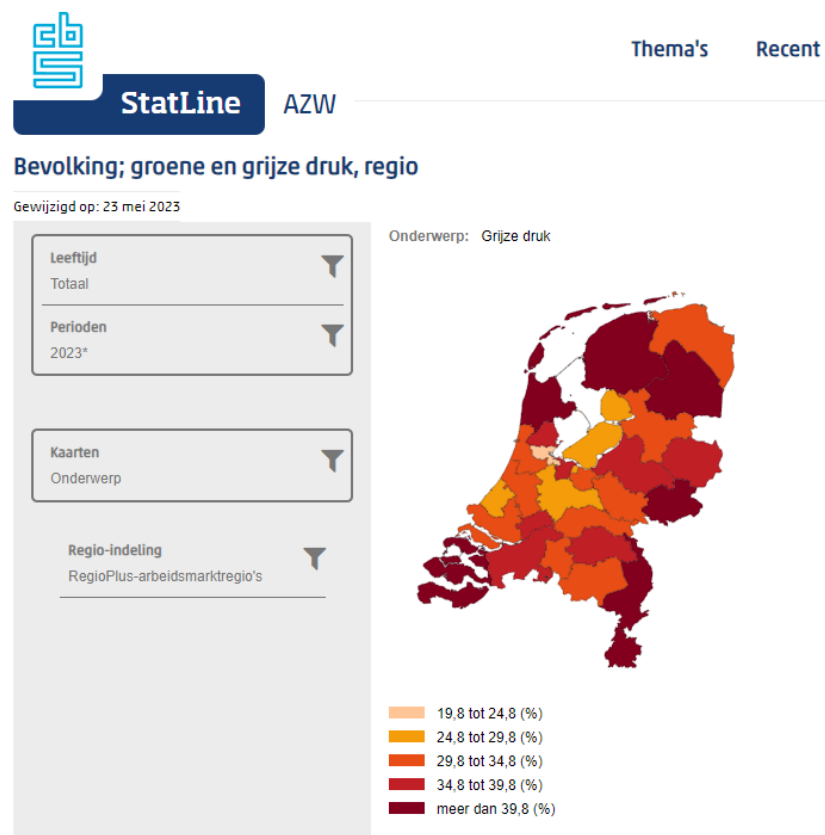 cbs
Thema's Recent
StatLine AZW
Bevolking; groene en grijze druk, regio
Gewijzigd op: 23 mei 2023
Leeftijd
Totaal
Perioden
2023*
Kaarten
Onderwerp
Regio-indeling
RegioPlus-arbeidsmarktregio's
Onderwerp: Grijze druk
19,8 tot 24,8 (%)
24,8 tot 29,8 (%)
29,8 tot 34,8 (%)
34,8 tot 39,8 (%)
meer dan 39,8 (%)